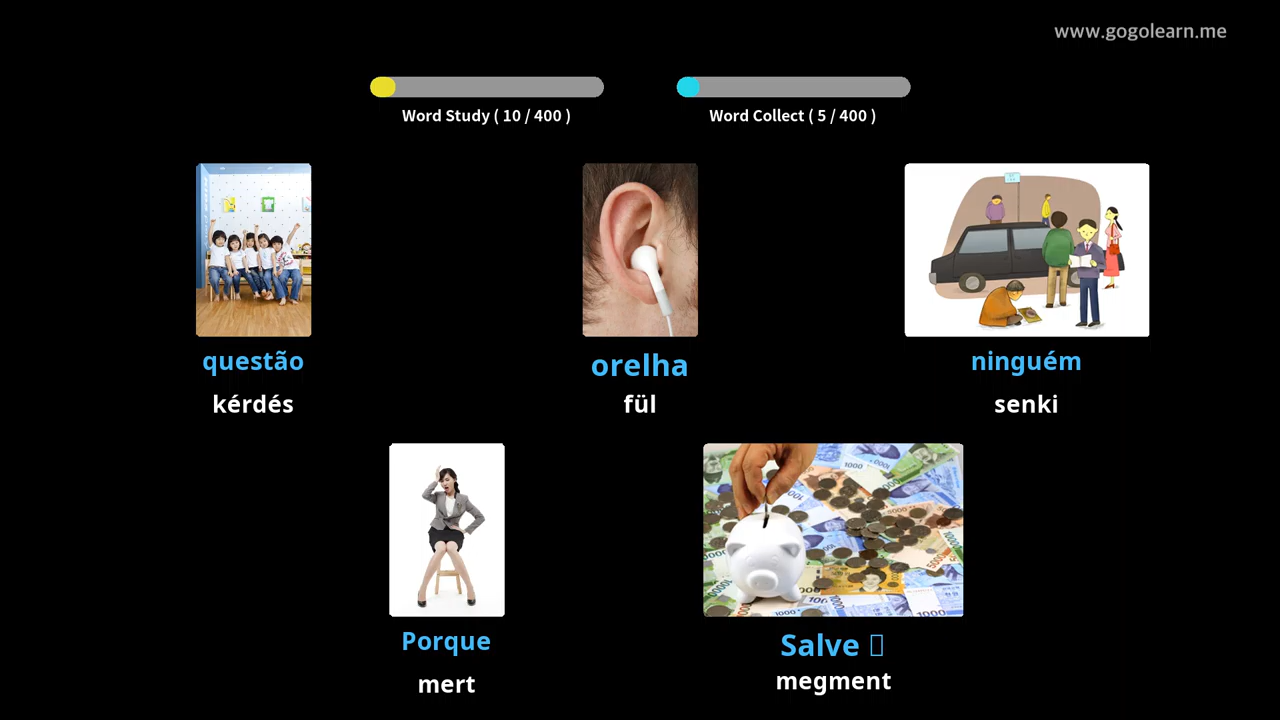 www.gogolearn.me
Word Study ( 10 / 400 )
Word Collect ( 5 / 400 )
questão
kérdés
orelha
fül
ninguém
senki
Porque
mert
Salve
megment